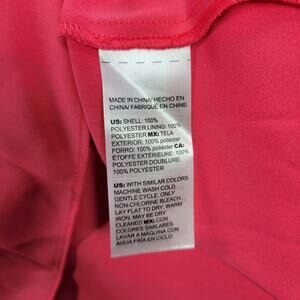 MADE IN CHINA/ HECHO EN
CHINA/ FABRIQUÉ EN CHINE
US: SHELL: 100%
POLYESTER LINING: 100%
POLYESTER MX: TELA
EXTERIOR: 100% poliéster
FORRO: 100% poliéster CA:
ÉTOFFE EXTÉRIEURE: 100%
POLYESTER DOUBLURE:
100% POLYESTER
US: WITH SIMILAR COLORS
MACHINE WASH COLD.
GENTLE CYCLE. ONLY
NON-CHLORINE BLEACH.
LAY FLAT TO DRY. WARM
IRON. MAY BE DRY
CLEANED MX: CON
COLORES SIMILARES
LAVAR A MÁQUINA CON
AGUA FRÍA EN CICLO